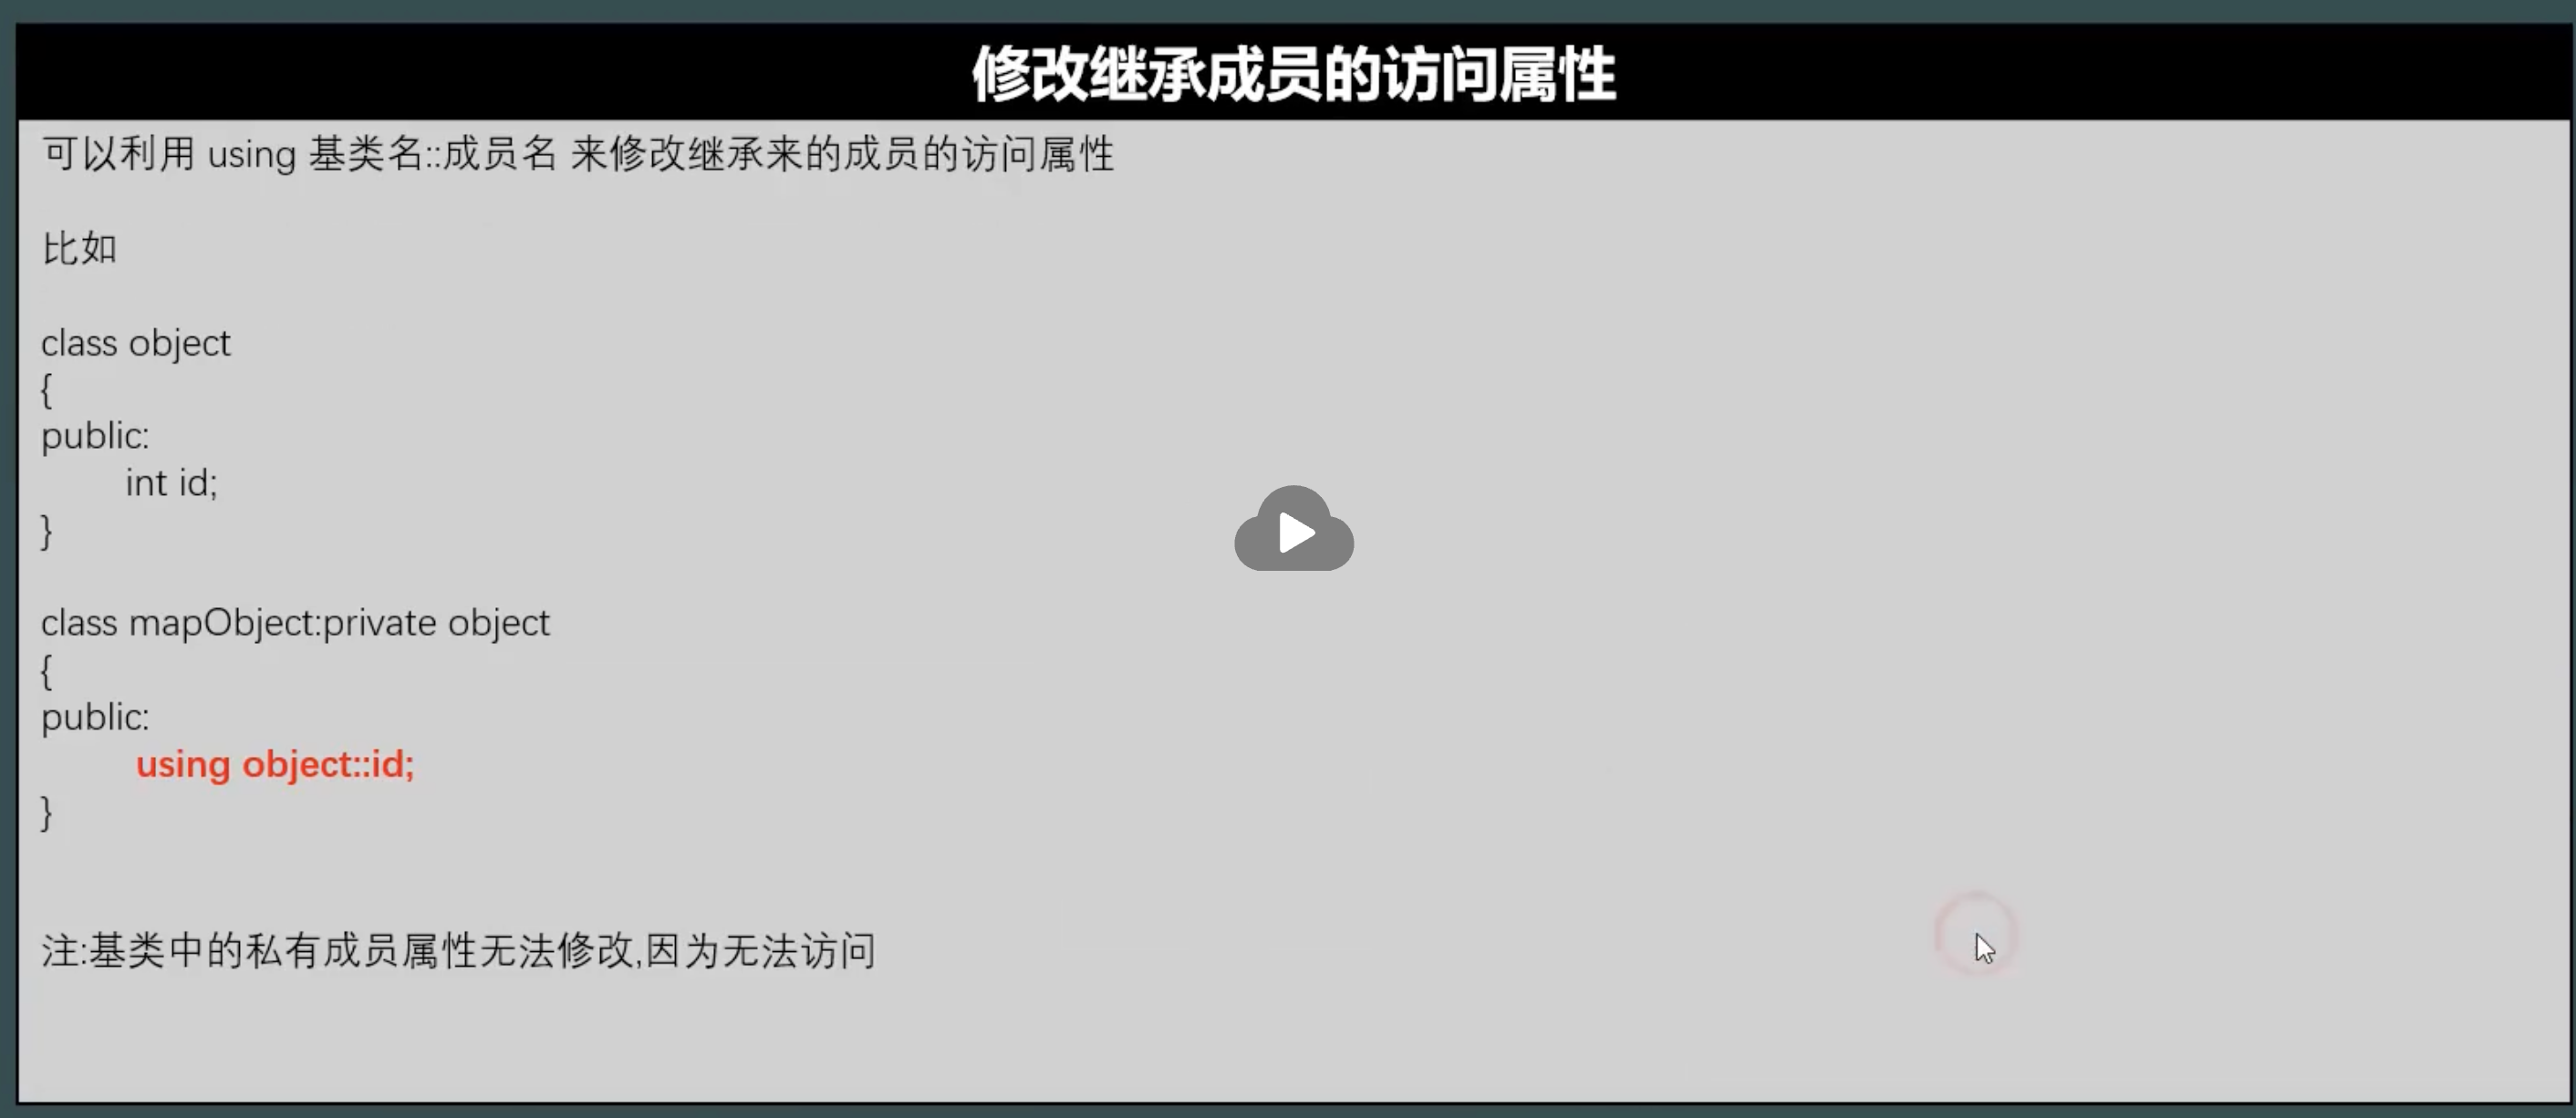 修改继承成员的访问属性
可以利用 using 基类名::成员名 来修改继承来的成员的访问属性
比如
class object
{
public:
int id;
}
class mapObject:private object
{
public:
using object::id;
}
注:基类中的私有成员属性无法修改,因为无法访问